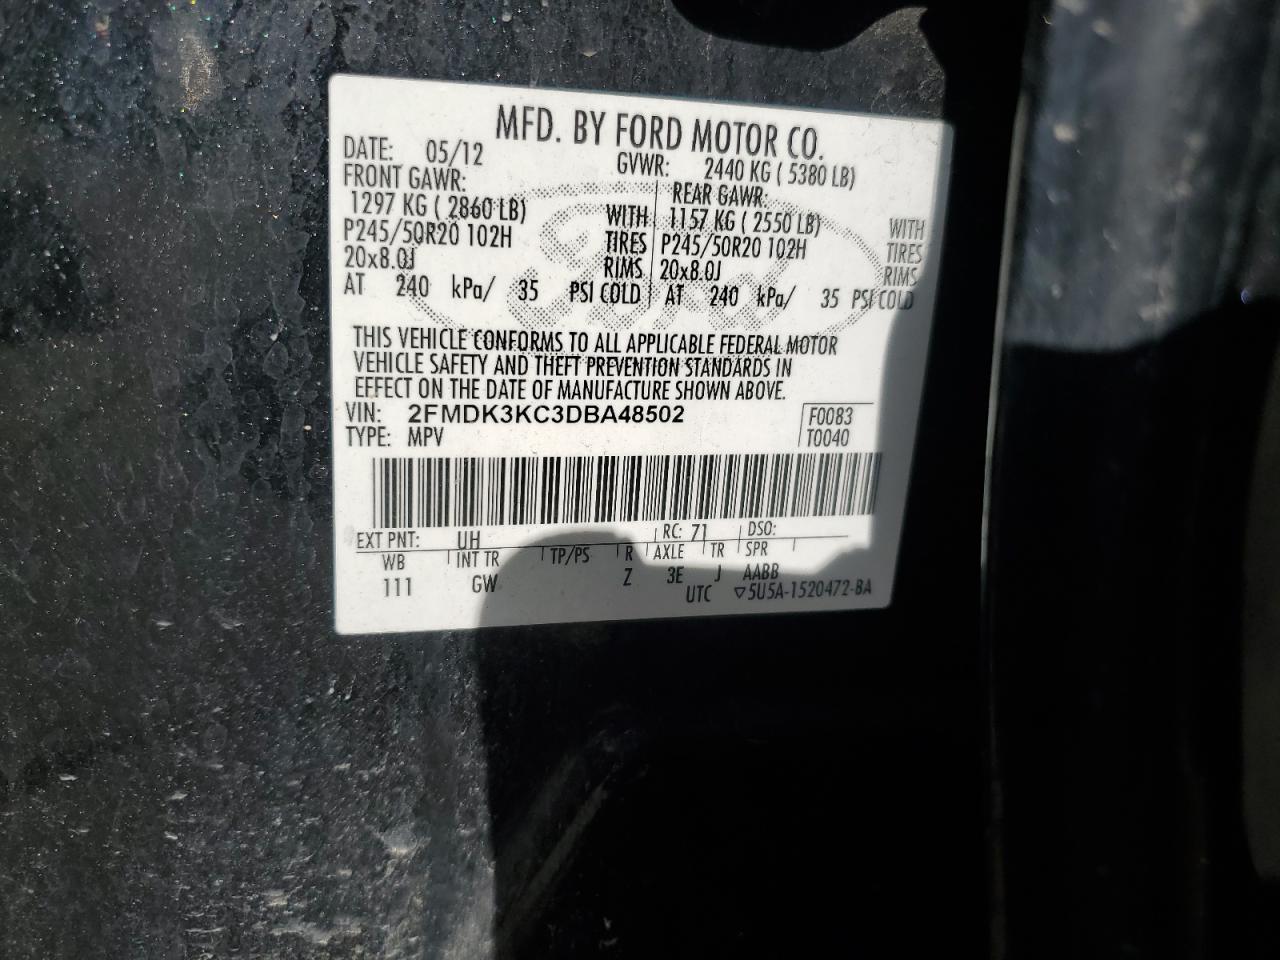 MFD. BY FORD MOTOR CO.
DATE: 05/12 GVWR: 2440 KG ( 5380 LB)
FRONT GAWR: REAR GAWR:
1297 KG ( 2860 LB) WITH 1157 KG ( 2550 LB) WITH
P245/50R20 102H TIRES P245/50R20 102H TIRES
20x8.0J RIMS 20x8.0J RIMS
AT 240 kPa/ 35 PSI COLD AT 240 kPa/ 35 PSI COLD
THIS VEHICLE CONFORMS TO ALL APPLICABLE FEDERAL MOTOR
VEHICLE SAFETY AND THEFT PREVENTION STANDARDS IN
EFFECT ON THE DATE OF MANUFACTURE SHOWN ABOVE.
VIN: 2FMDK3KC3DBA48502 F0083
TYPE: MPV T0040
EXT PNT: UH RC: 71 DSO:
WB INT TR TP/PS R AXLE TR SPR
111 GW Z 3E J AABB
UTC ▽5U5A-1520472-BA